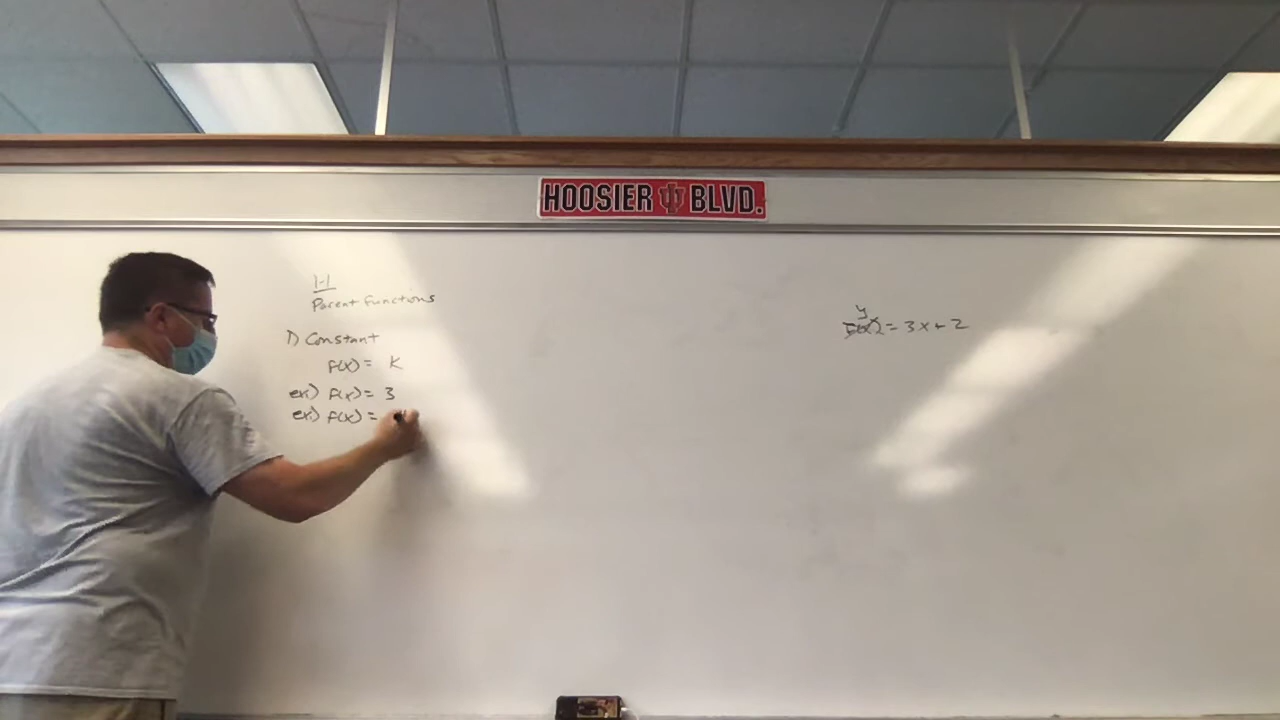 HOOSIER BLVD.
1-1
Parent Functions
1) Constant
f(x) = K
ex.) f(x) = 3
ex.) f(x) =
y
f(x) = 3x + 2